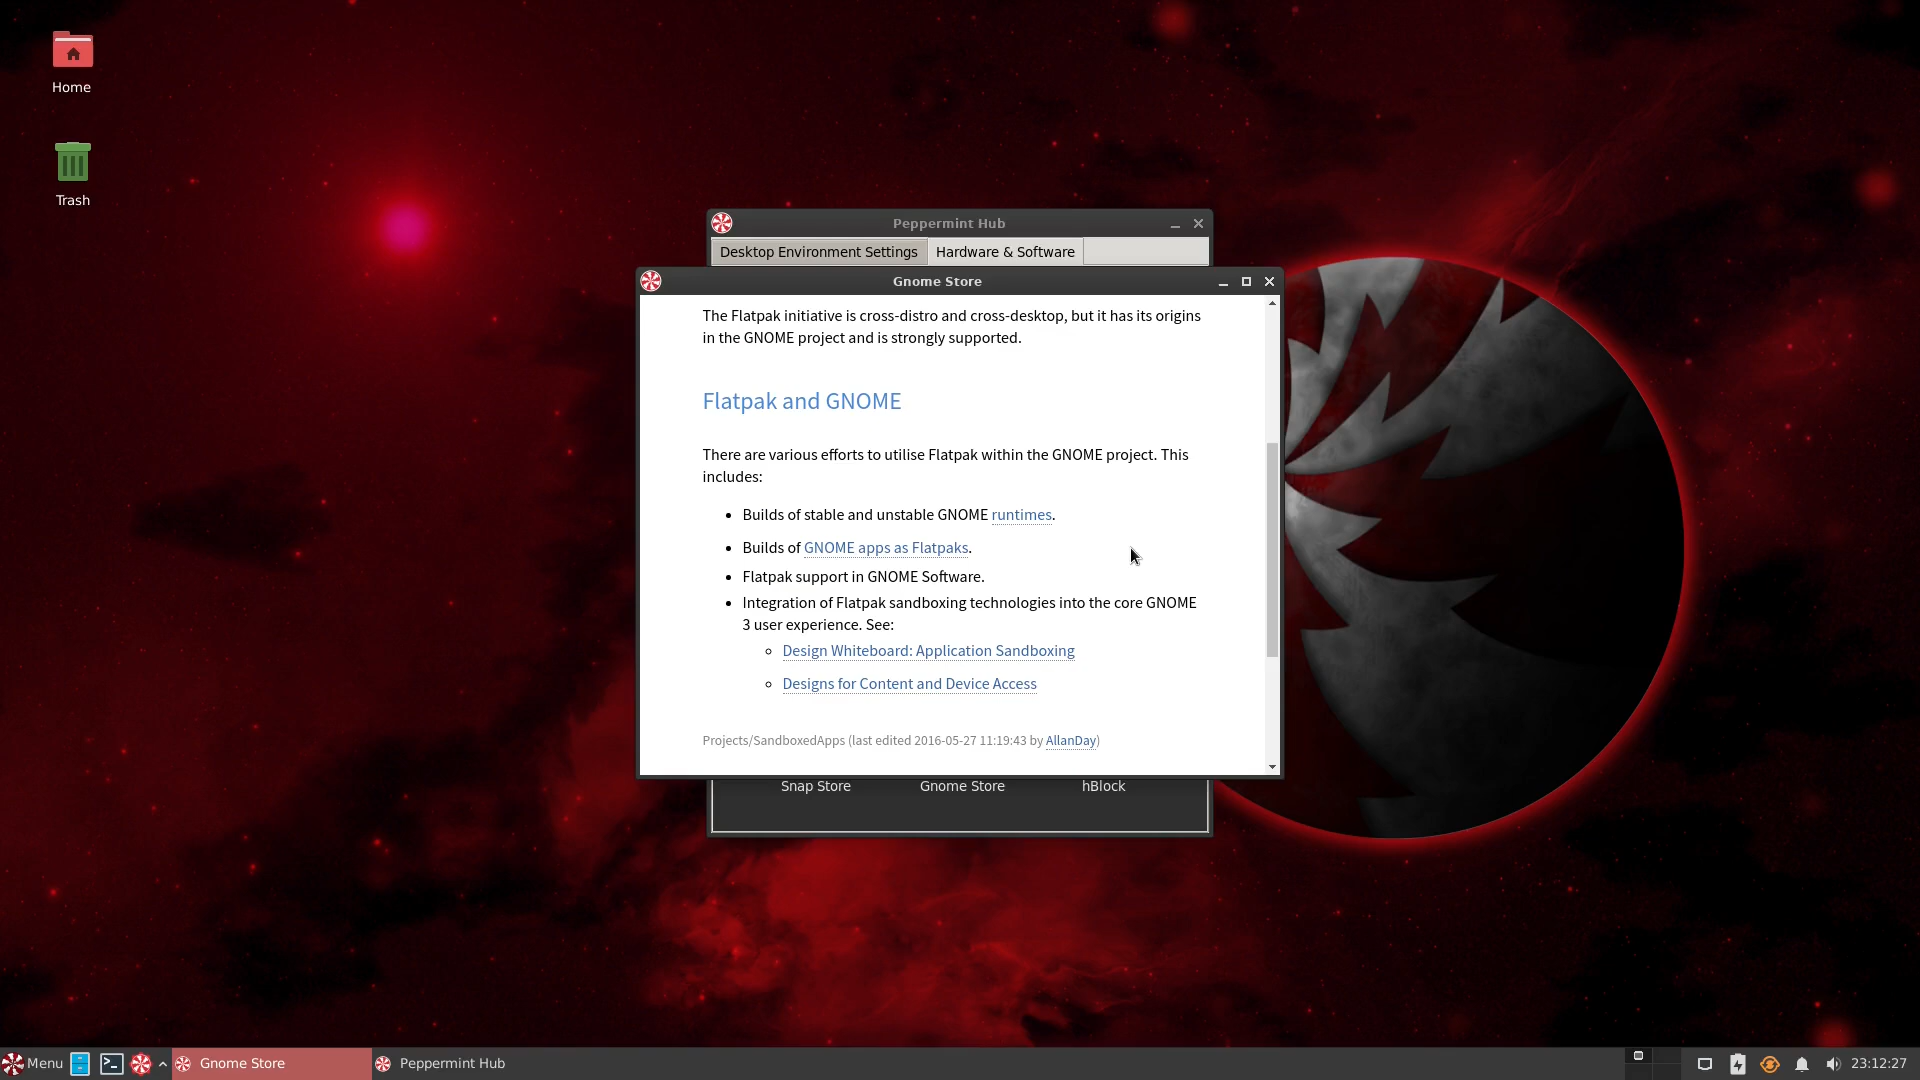 Home
Trash
Peppermint Hub
Desktop Environment Settings
Hardware & Software
Gnome Store
The Flatpak initiative is cross-distro and cross-desktop, but it has its origins
in the GNOME project and is strongly supported.
Flatpak and GNOME
There are various efforts to utilise Flatpak within the GNOME project. This
includes:
Builds of stable and unstable GNOME runtimes.
Builds of GNOME apps as Flatpaks.
Flatpak support in GNOME Software.
Integration of Flatpak sandboxing technologies into the core GNOME
3 user experience. See:
Design Whiteboard: Application Sandboxing
Designs for Content and Device Access
Projects/SandboxedApps (last edited 2016-05-27 11:19:43 by AllanDay)
Snap Store
Gnome Store
hBlock
Menu
Gnome Store
Peppermint Hub
23:12:27